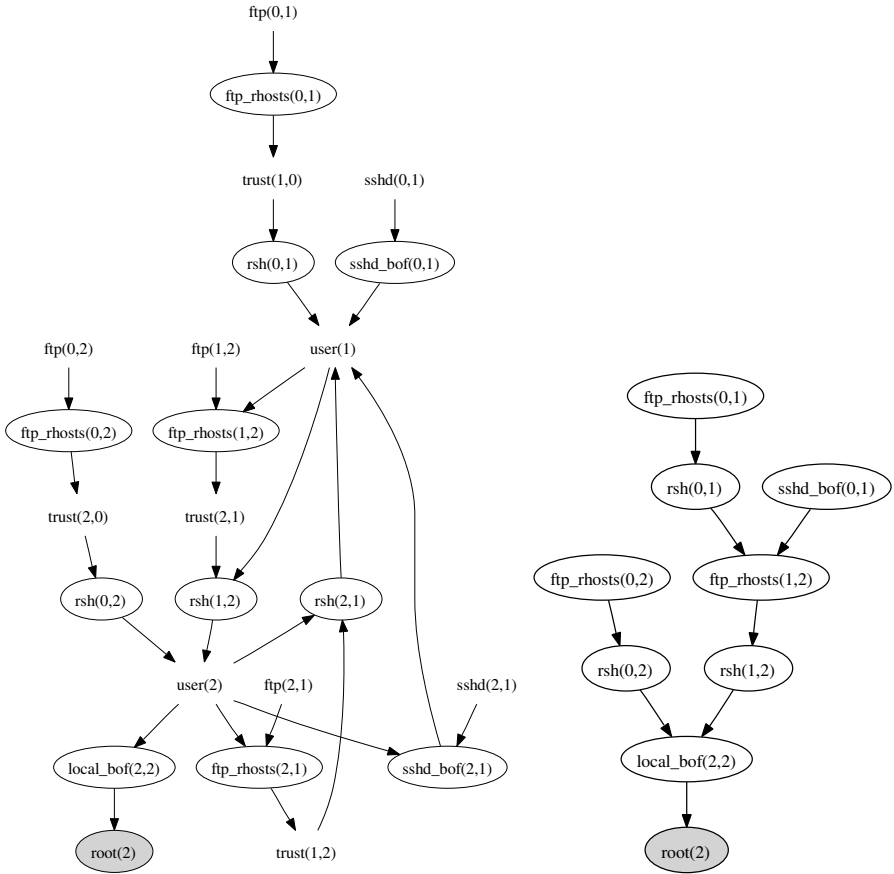 ftp(0,1)
ftp_rhosts(0,1)
trust(1,0)
sshd(0,1)
rsh(0,1)
sshd_bof(0,1)
ftp(0,2)
ftp(1,2)
user(1)
ftp_rhosts(0,2)
ftp_rhosts(1,2)
trust(2,0)
trust(2,1)
rsh(0,2)
rsh(1,2)
rsh(2,1)
user(2)
ftp(2,1)
sshd(2,1)
local_bof(2,2)
ftp_rhosts(2,1)
sshd_bof(2,1)
root(2)
trust(1,2)
ftp_rhosts(0,1)
rsh(0,1)
sshd_bof(0,1)
ftp_rhosts(0,2)
ftp_rhosts(1,2)
rsh(0,2)
rsh(1,2)
local_bof(2,2)
root(2)